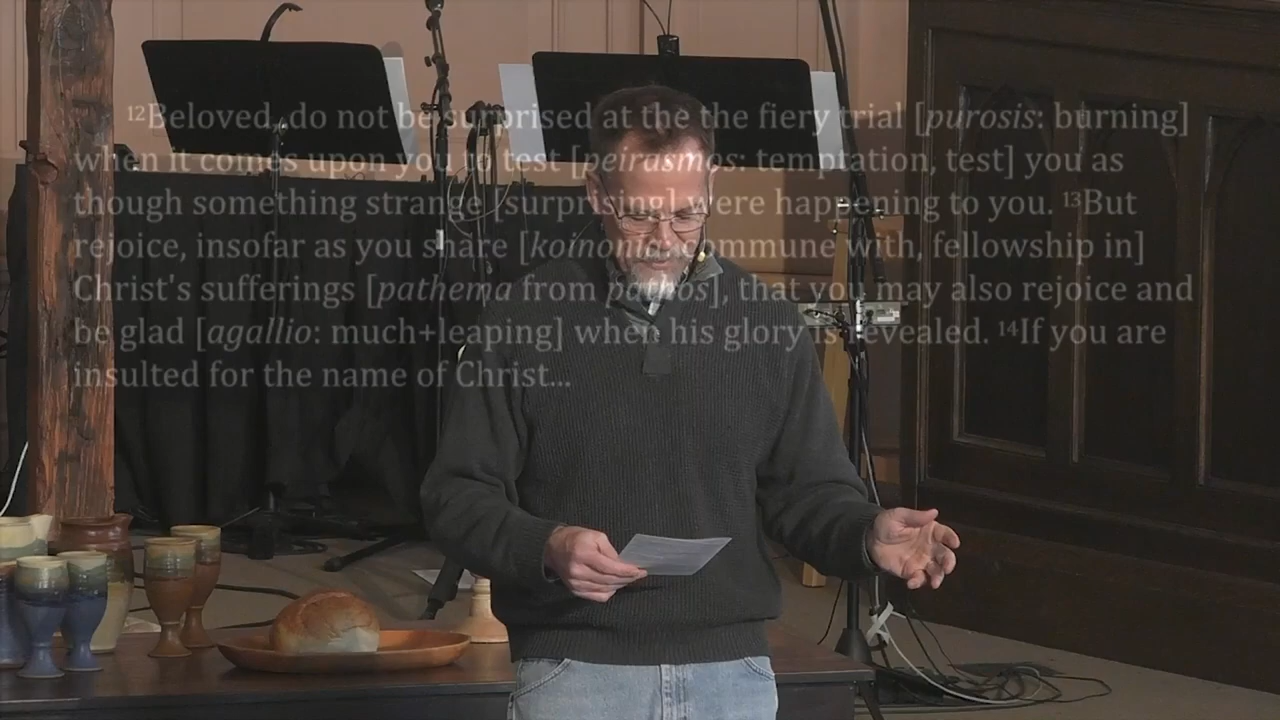 ¹²Beloved, do not be surprised at the the fiery trial [purosis: burning]
when it comes upon you to test [peirasmos: temptation, test] you as
though something strange [surprising] were happening to you. ¹³But
rejoice, insofar as you share [koinonia: commune with, fellowship in]
Christ's sufferings [pathema from pathos], that you may also rejoice and
be glad [agallio: much+leaping] when his glory is revealed. ¹⁴If you are
insulted for the name of Christ...